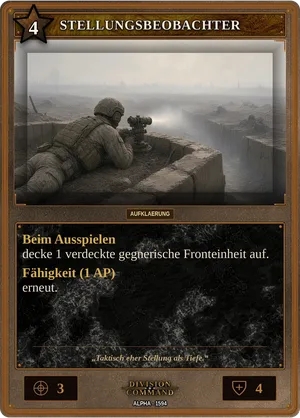 4
STELLUNGSBEOBACHTER
AUFKLAERUNG
Beim Ausspielen
decke 1 verdeckte gegnerische Fronteinheit auf.
Fähigkeit (1 AP)
erneut.
„Taktisch eher Stellung als Tiefe."
3
DIVISION
COMMAND
ALPHA · 1594
4